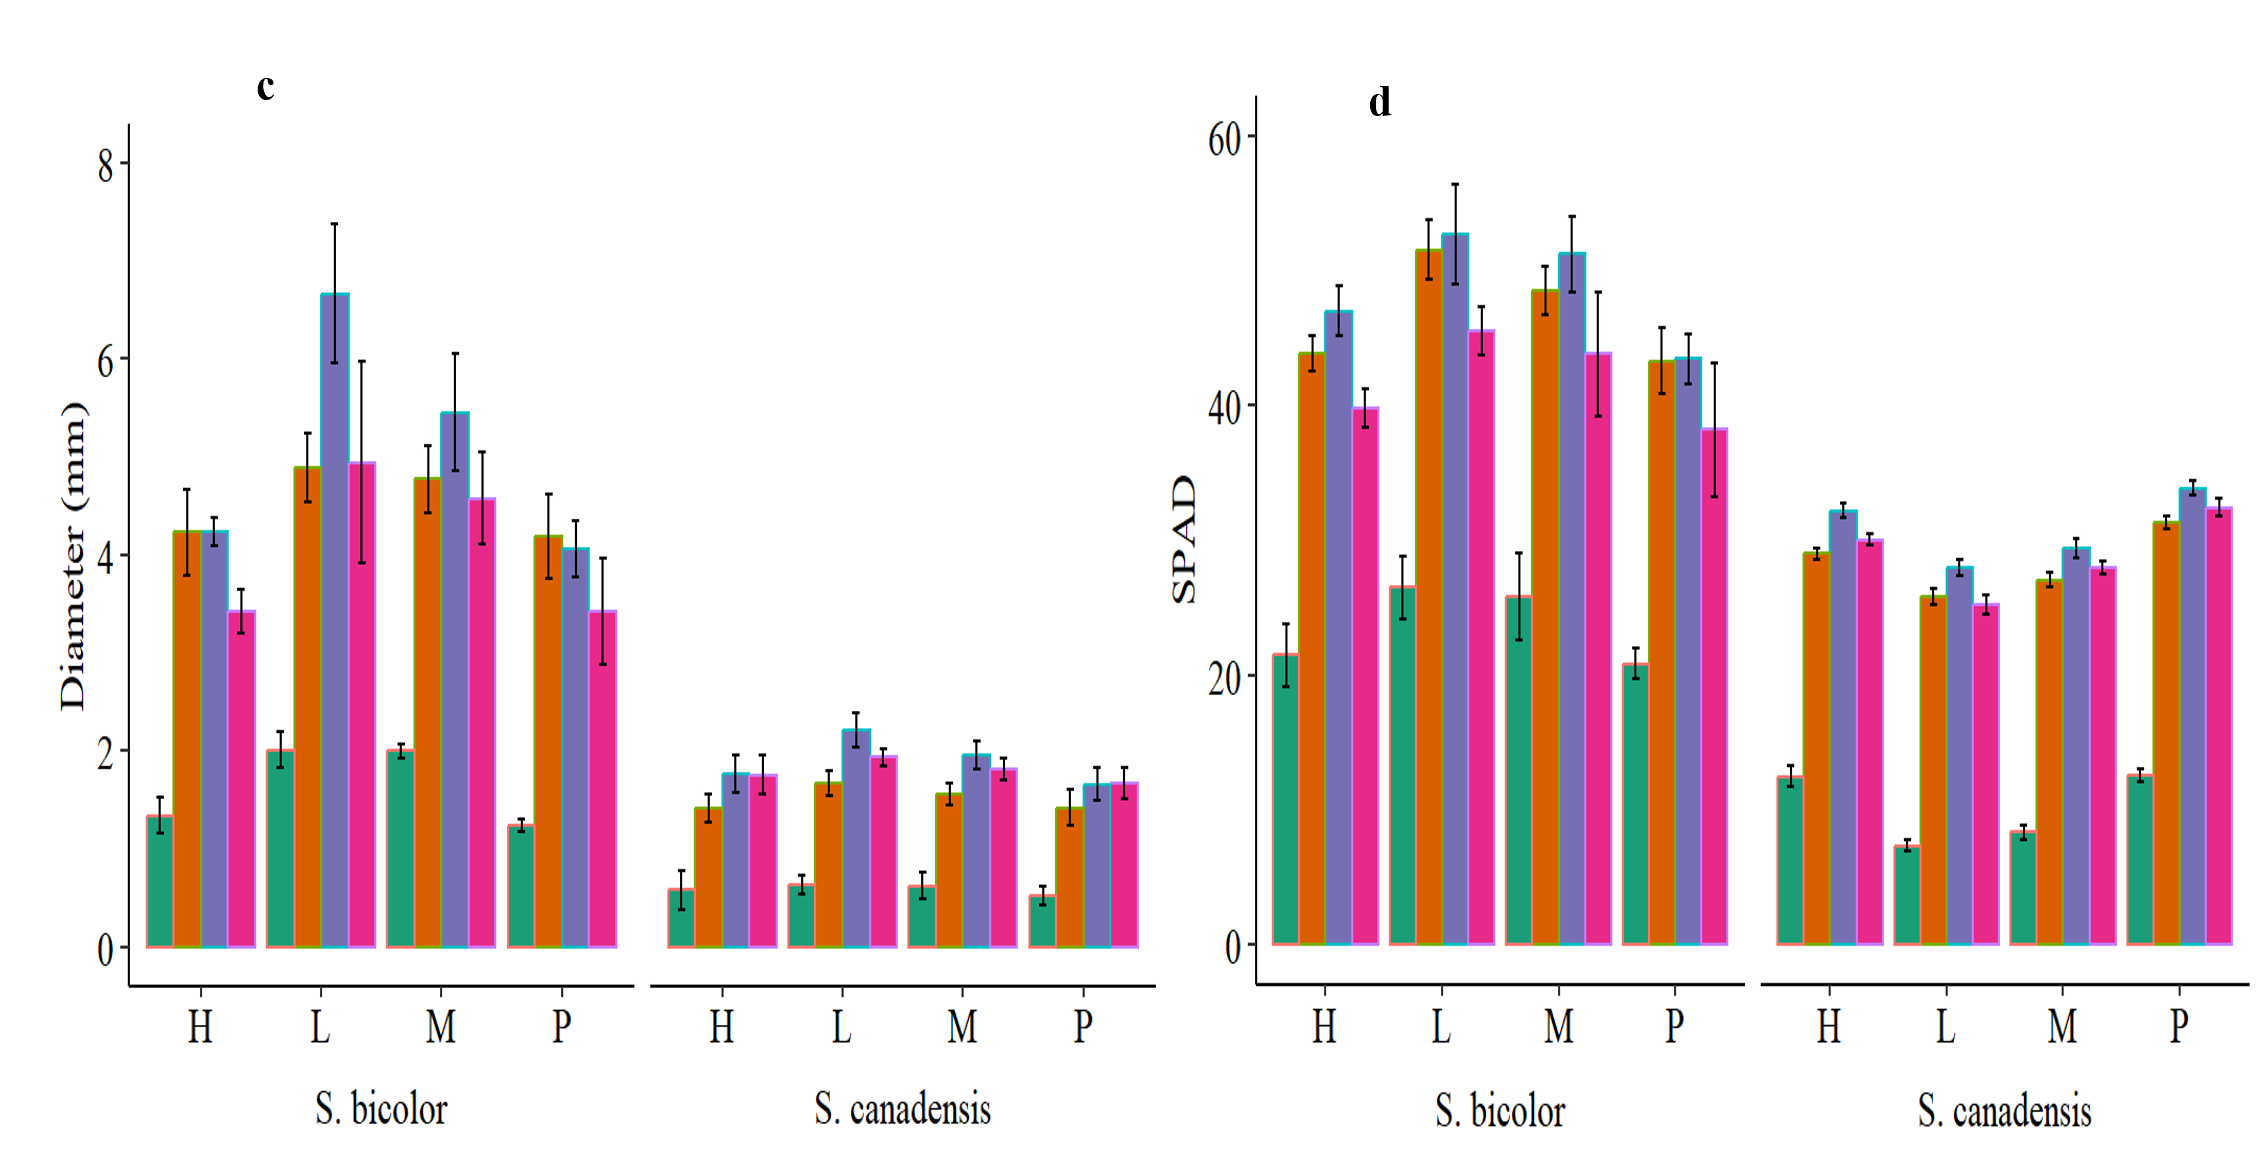 c
8
6
4
2
0
Diameter (mm)
H L M P H L M P
S. bicolor S. canadensis
d
60
40
20
0
SPAD
H L M P H L M P
S. bicolor S. canadensis